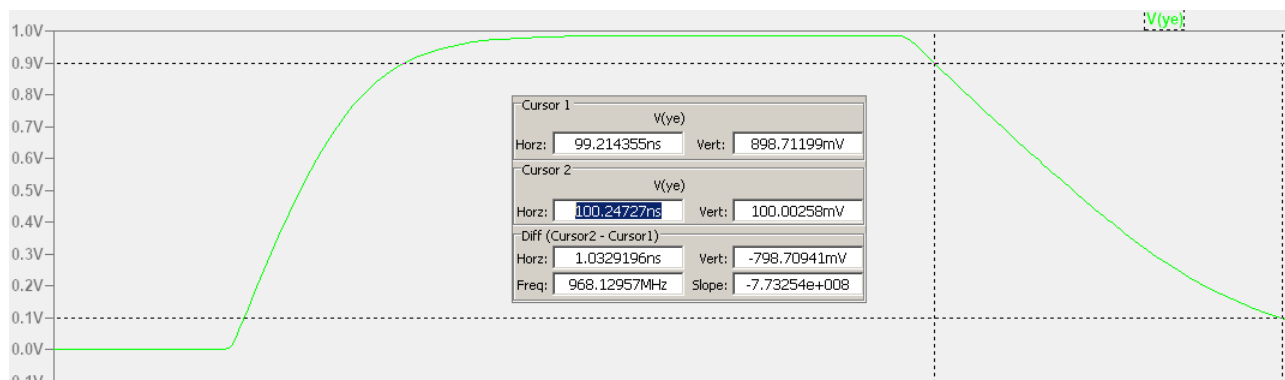 V(ye)
1.0V
0.9V
0.8V
0.7V
0.6V
0.5V
0.4V
0.3V
0.2V
0.1V
0.0V
Cursor 1
V(ye)
Horz: 99.214355ns Vert: 898.71199mV
Cursor 2
V(ye)
Horz: 100.24727ns Vert: 100.00258mV
Diff (Cursor2 - Cursor1)
Horz: 1.0329196ns Vert: -798.70941mV
Freq: 968.12957MHz Slope: -7.73254e+008